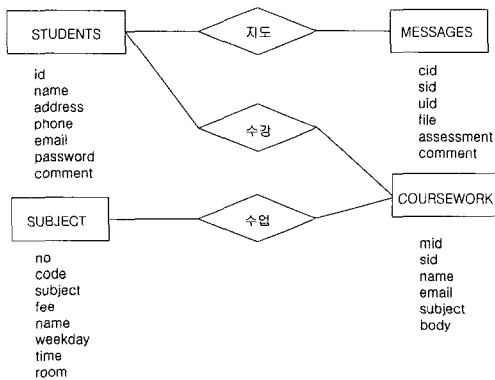 STUDENTS
지도
MESSAGES
id
name
address
phone
email
password
comment
cid
sid
uid
file
assessment
comment
수강
SUBJECT
수업
COURSEWORK
no
code
subject
fee
name
weekday
time
room
mid
sid
name
email
subject
body